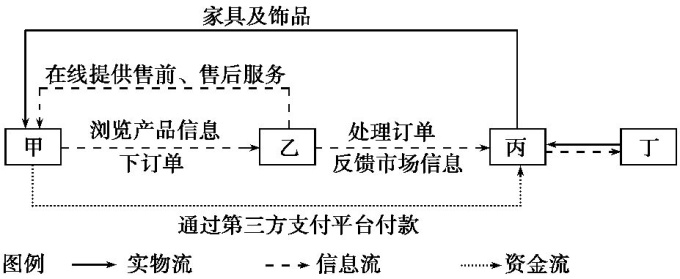 家具及饰品
在线提供售前、售后服务
浏览产品信息
处理订单
甲
乙
丙
丁
下订单
反馈市场信息
通过第三方支付平台付款
图例
实物流
信息流
资金流